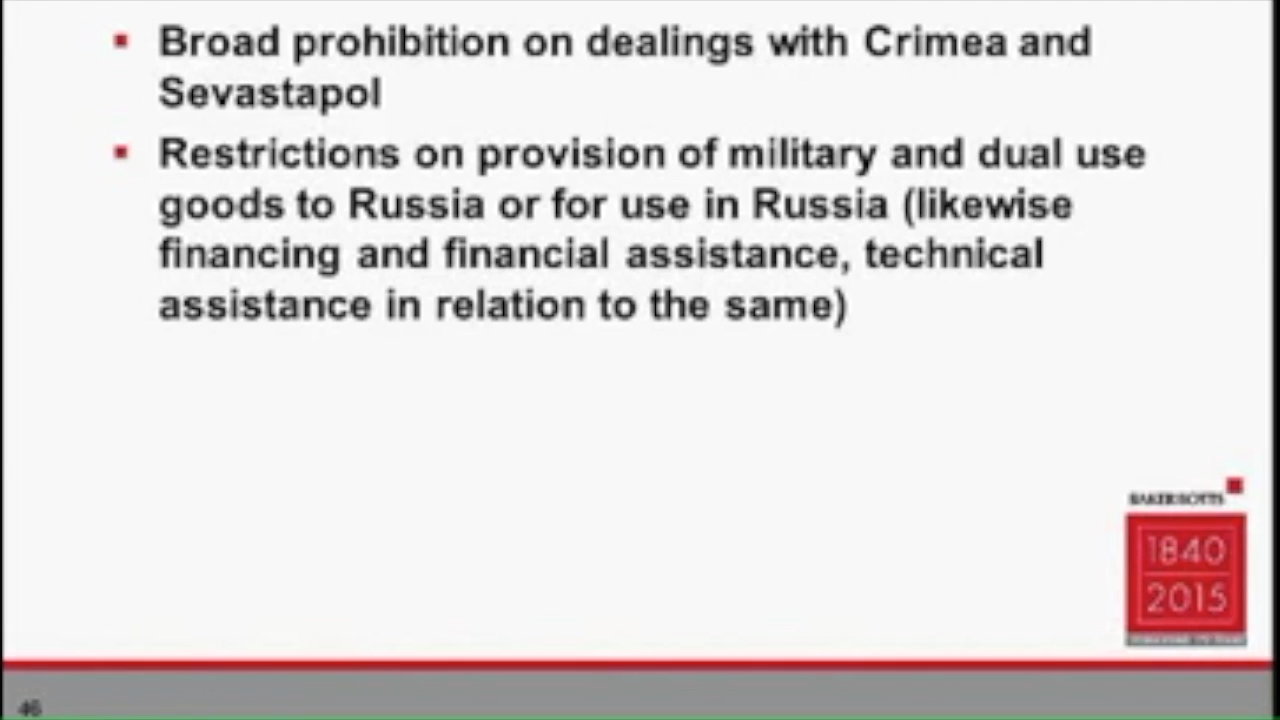 Broad prohibition on dealings with Crimea and
Sevastapol
Restrictions on provision of military and dual use
goods to Russia or for use in Russia (likewise
financing and financial assistance, technical
assistance in relation to the same)
BAKER BOTTS
1840
2015
46